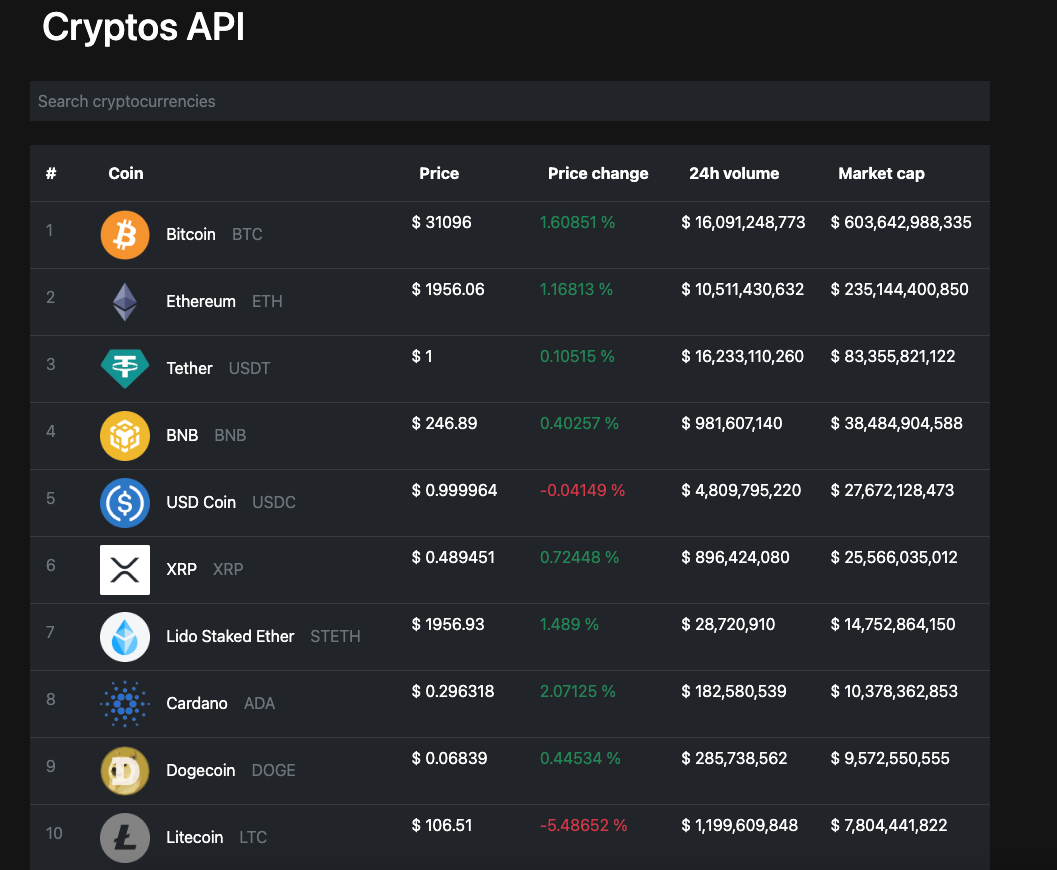 Cryptos API
Search cryptocurrencies
# Coin Price Price change 24h volume Market cap
1 Bitcoin BTC $ 31096 1.60851 % $ 16,091,248,773 $ 603,642,988,335
2 Ethereum ETH $ 1956.06 1.16813 % $ 10,511,430,632 $ 235,144,400,850
3 Tether USDT $ 1 0.10515 % $ 16,233,110,260 $ 83,355,821,122
4 BNB BNB $ 246.89 0.40257 % $ 981,607,140 $ 38,484,904,588
5 USD Coin USDC $ 0.999964 -0.04149 % $ 4,809,795,220 $ 27,672,128,473
6 XRP XRP $ 0.489451 0.72448 % $ 896,424,080 $ 25,566,035,012
7 Lido Staked Ether STETH $ 1956.93 1.489 % $ 28,720,910 $ 14,752,864,150
8 Cardano ADA $ 0.296318 2.07125 % $ 182,580,539 $ 10,378,362,853
9 Dogecoin DOGE $ 0.06839 0.44534 % $ 285,738,562 $ 9,572,550,555
10 Litecoin LTC $ 106.51 -5.48652 % $ 1,199,609,848 $ 7,804,441,822